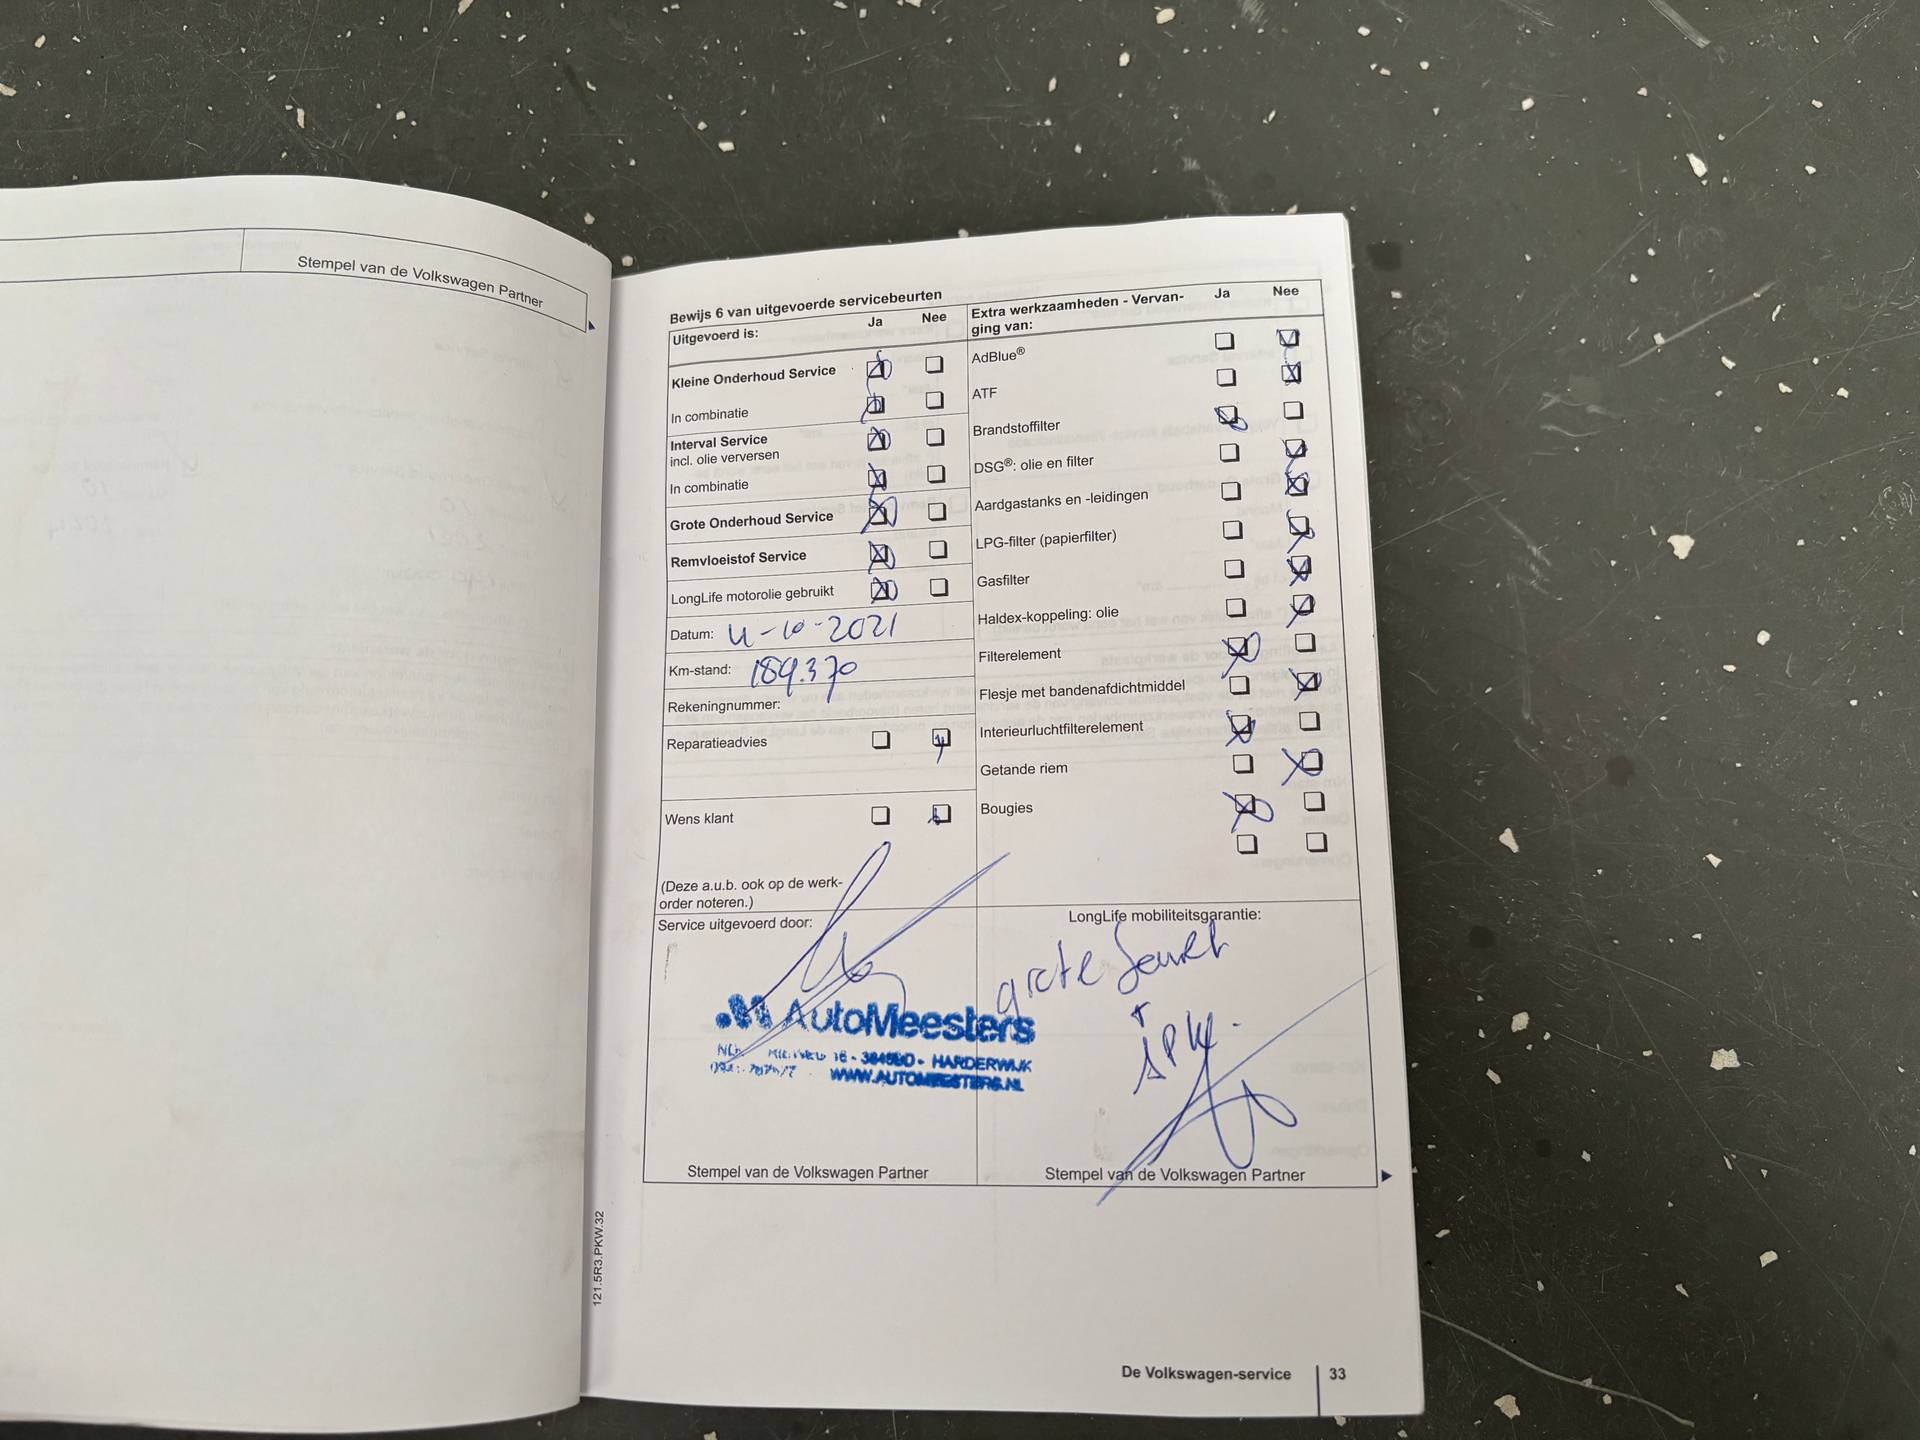 Stempel van de Volkswagen Partner
Bewijs 6 van uitgevoerde servicebeurten
Uitgevoerd is: Ja Nee
Kleine Onderhoud Service
In combinatie
Interval Service
incl. olie verversen
In combinatie
Grote Onderhoud Service
Remvloeistof Service
LongLife motorolie gebruikt
Datum: 4-10-2021
Km-stand: 189.370
Rekeningnummer:
Reparatieadvies
Wens klant
(Deze a.u.b. ook op de werk-
order noteren.)
Extra werkzaamheden - Vervan-
ging van: Ja Nee
AdBlue®
ATF
Brandstoffilter
DSG®: olie en filter
Aardgastanks en -leidingen
LPG-filter (papierfilter)
Gasfilter
Haldex-koppeling: olie
Filterelement
Flesje met bandenafdichtmiddel
Interieurluchtfilterelement
Getande riem
Bougies
Service uitgevoerd door:
AutoMeesters
HARDERWIJK
WWW.AUTOMEESTERS.NL
Stempel van de Volkswagen Partner
LongLife mobiliteitsgarantie:
grote beurt
+
APK.
Stempel van de Volkswagen Partner
121.5R3.PKW.32
De Volkswagen-service 33